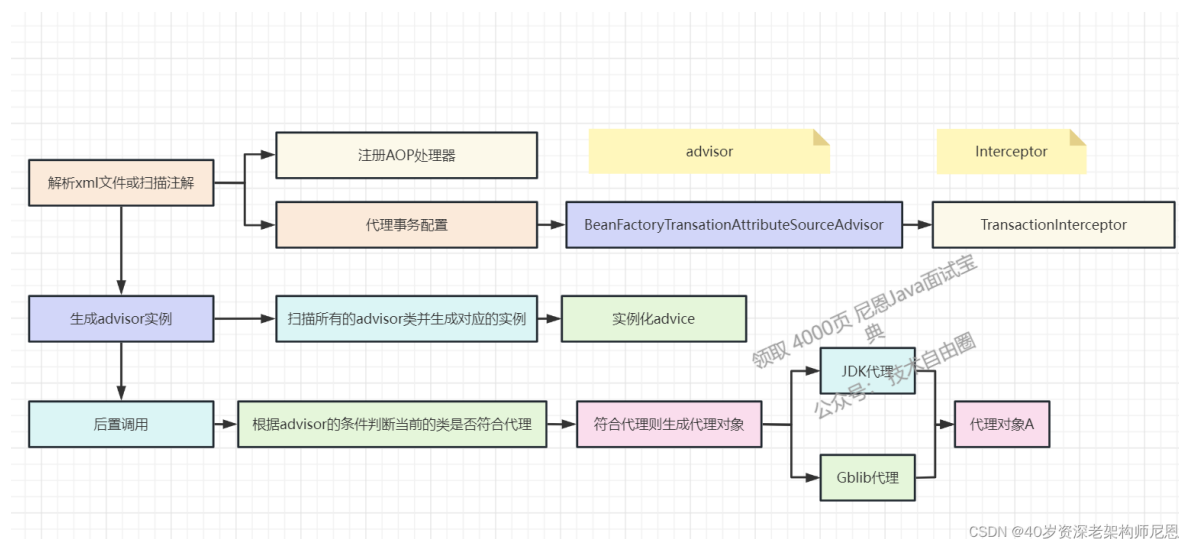 注册AOP处理器
advisor
Interceptor
解析xml文件或扫描注解
代理事务配置
BeanFactoryTransationAttributeSourceAdvisor
TransactionInterceptor
生成advisor实例
扫描所有的advisor类并生成对应的实例
实例化advice
领取 4000页 尼恩Java面试宝
典
公众号： 技术自由圈
JDK代理
后置调用
根据advisor的条件判断当前的类是否符合代理
符合代理则生成代理对象
代理对象A
Gblib代理
CSDN @40岁资深老架构师尼恩